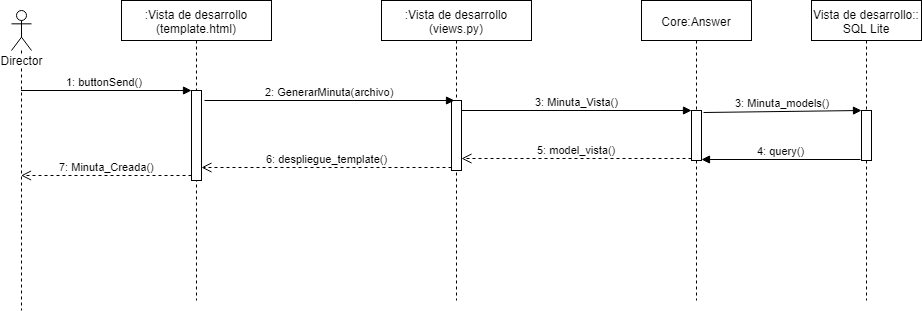 :Vista de desarrollo
(template.html)
:Vista de desarrollo
(views.py)
Core:Answer
Vista de desarrollo::
SQL Lite
Director
1: buttonSend()
2: GenerarMinuta(archivo)
3: Minuta_Vista()
3: Minuta_models()
4: query()
5: model_vista()
6: despliegue_template()
7: Minuta_Creada()